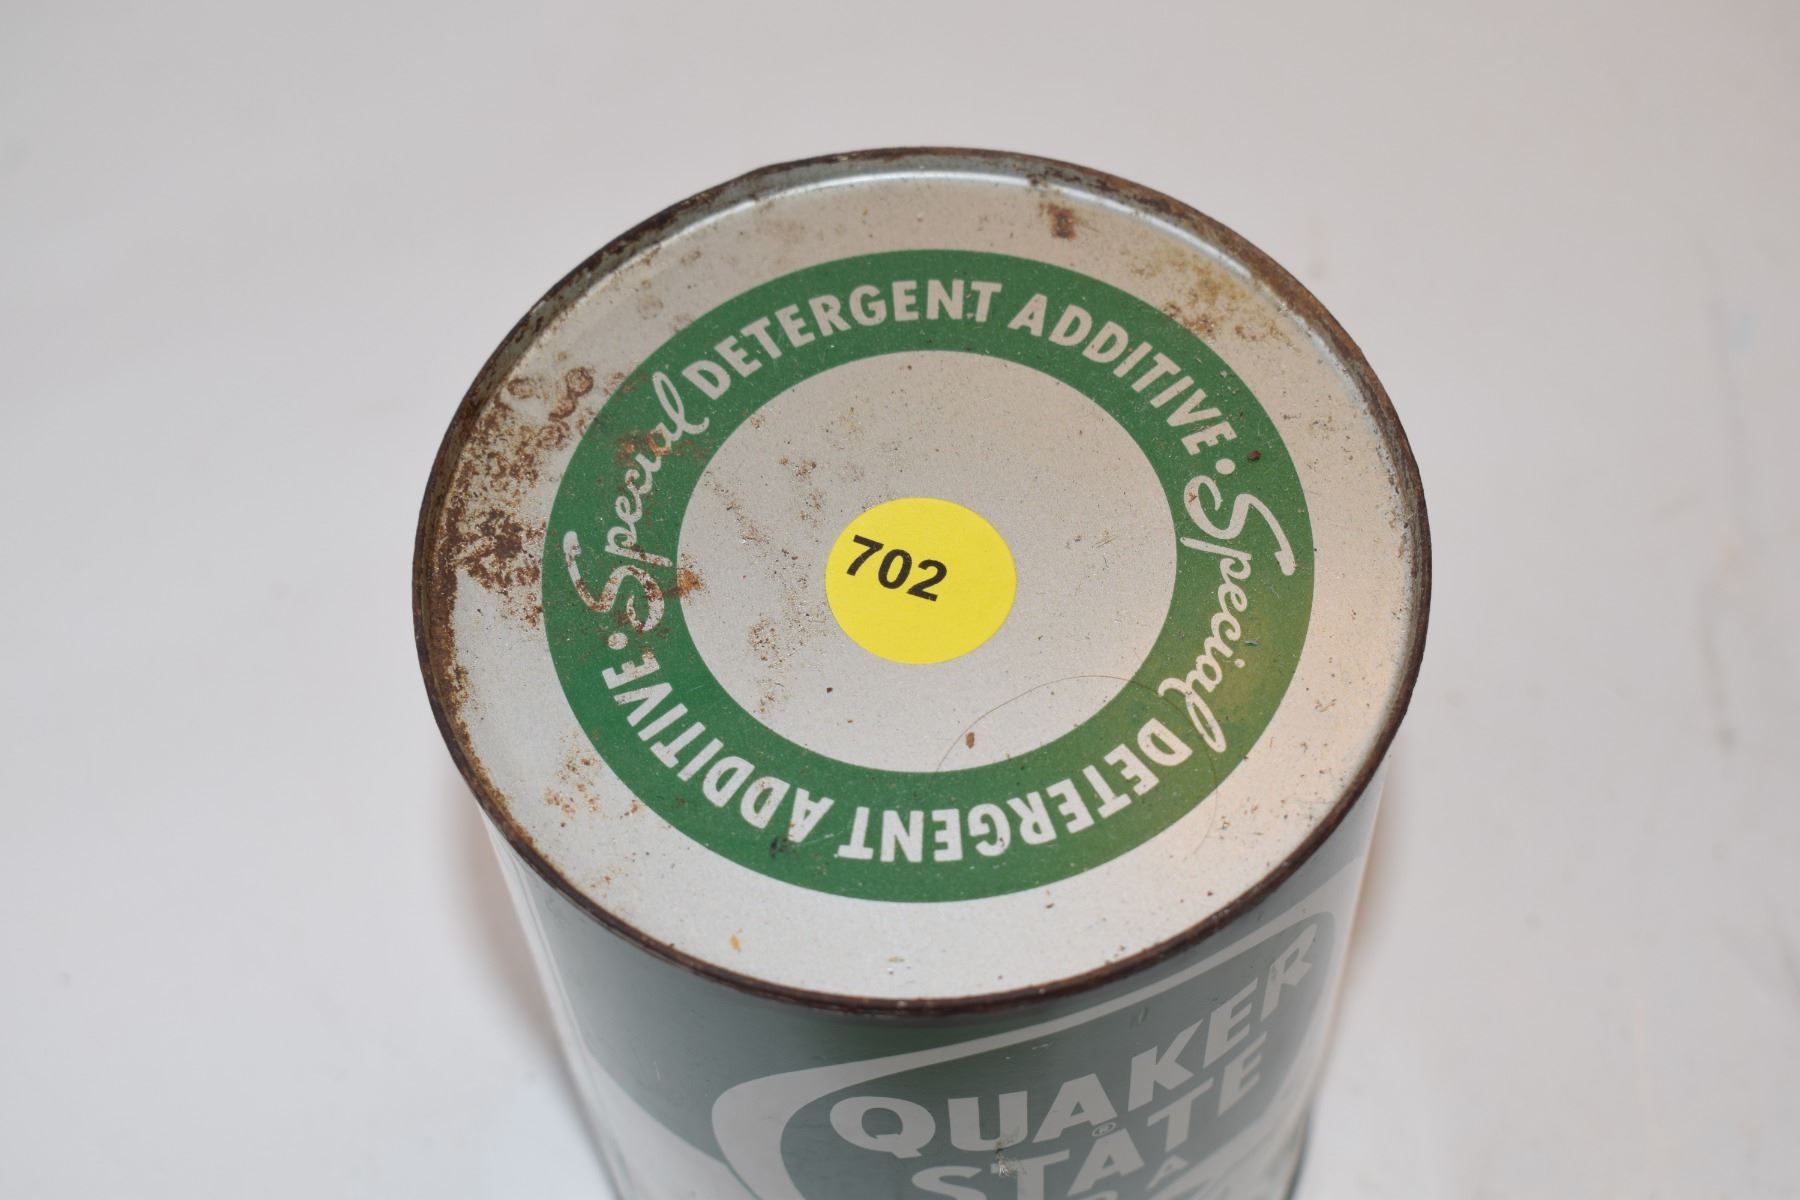 Special DETERGENT ADDITIVE •
Special DETERGENT ADDITIVE •
702
QUAKER
STATE
®